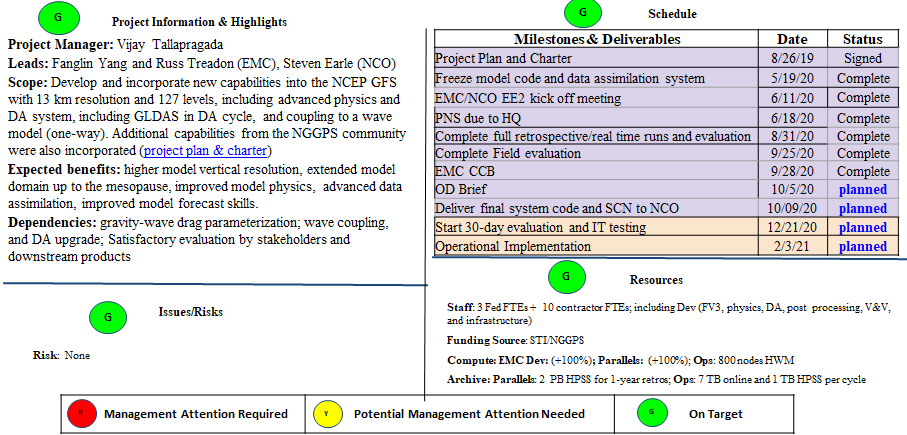 G
Project Information & Highlights
Project Manager: Vijay Tallapragada
Leads: Fanglin Yang and Russ Treadon (EMC), Steven Earle (NCO)
Scope: Develop and incorporate new capabilities into the NCEP GFS
with 13 km resolution and 127 levels, including advanced physics and
DA system, including GLDAS in DA cycle, and coupling to a wave
model (one-way). Additional capabilities from the NGGPS community
were also incorporated (project plan & charter)
Expected benefits: higher model vertical resolution, extended model
domain up to the mesopause, improved model physics, advanced data
assimilation, improved model forecast skills.
Dependencies: gravity-wave drag parameterization; wave coupling,
and DA upgrade; Satisfactory evaluation by stakeholders and
downstream products
G
Schedule
Milestones & Deliverables Date Status
Project Plan and Charter 8/26/19 Signed
Freeze model code and data assimilation system 5/19/20 Complete
EMC/NCO EE2 kick off meeting 6/11/20 Complete
PNS due to HQ 6/18/20 Complete
Complete full retrospective/real time runs and evaluation 8/31/20 Complete
Complete Field evaluation 9/25/20 Complete
EMC CCB 9/28/20 Complete
OD Brief 10/5/20 planned
Deliver final system code and SCN to NCO 10/09/20 planned
Start 30-day evaluation and IT testing 12/21/20 planned
Operational Implementation 2/3/21 planned
G
Issues/Risks
Risk: None
G
Resources
Staff: 3 Fed FTEs + 10 contractor FTEs; including Dev (FV3, physics, DA, post processing, V&V,
and infrastructure)
Funding Source: STI/NGGPS
Compute: EMC Dev: (+100%); Parallels: (+100%); Ops: 800 nodes HWM
Archive: Parallels: 2 PB HPSS for 1-year retros; Ops: 7 TB online and 1 TB HPSS per cycle
R Management Attention Required
Y Potential Management Attention Needed
G On Target